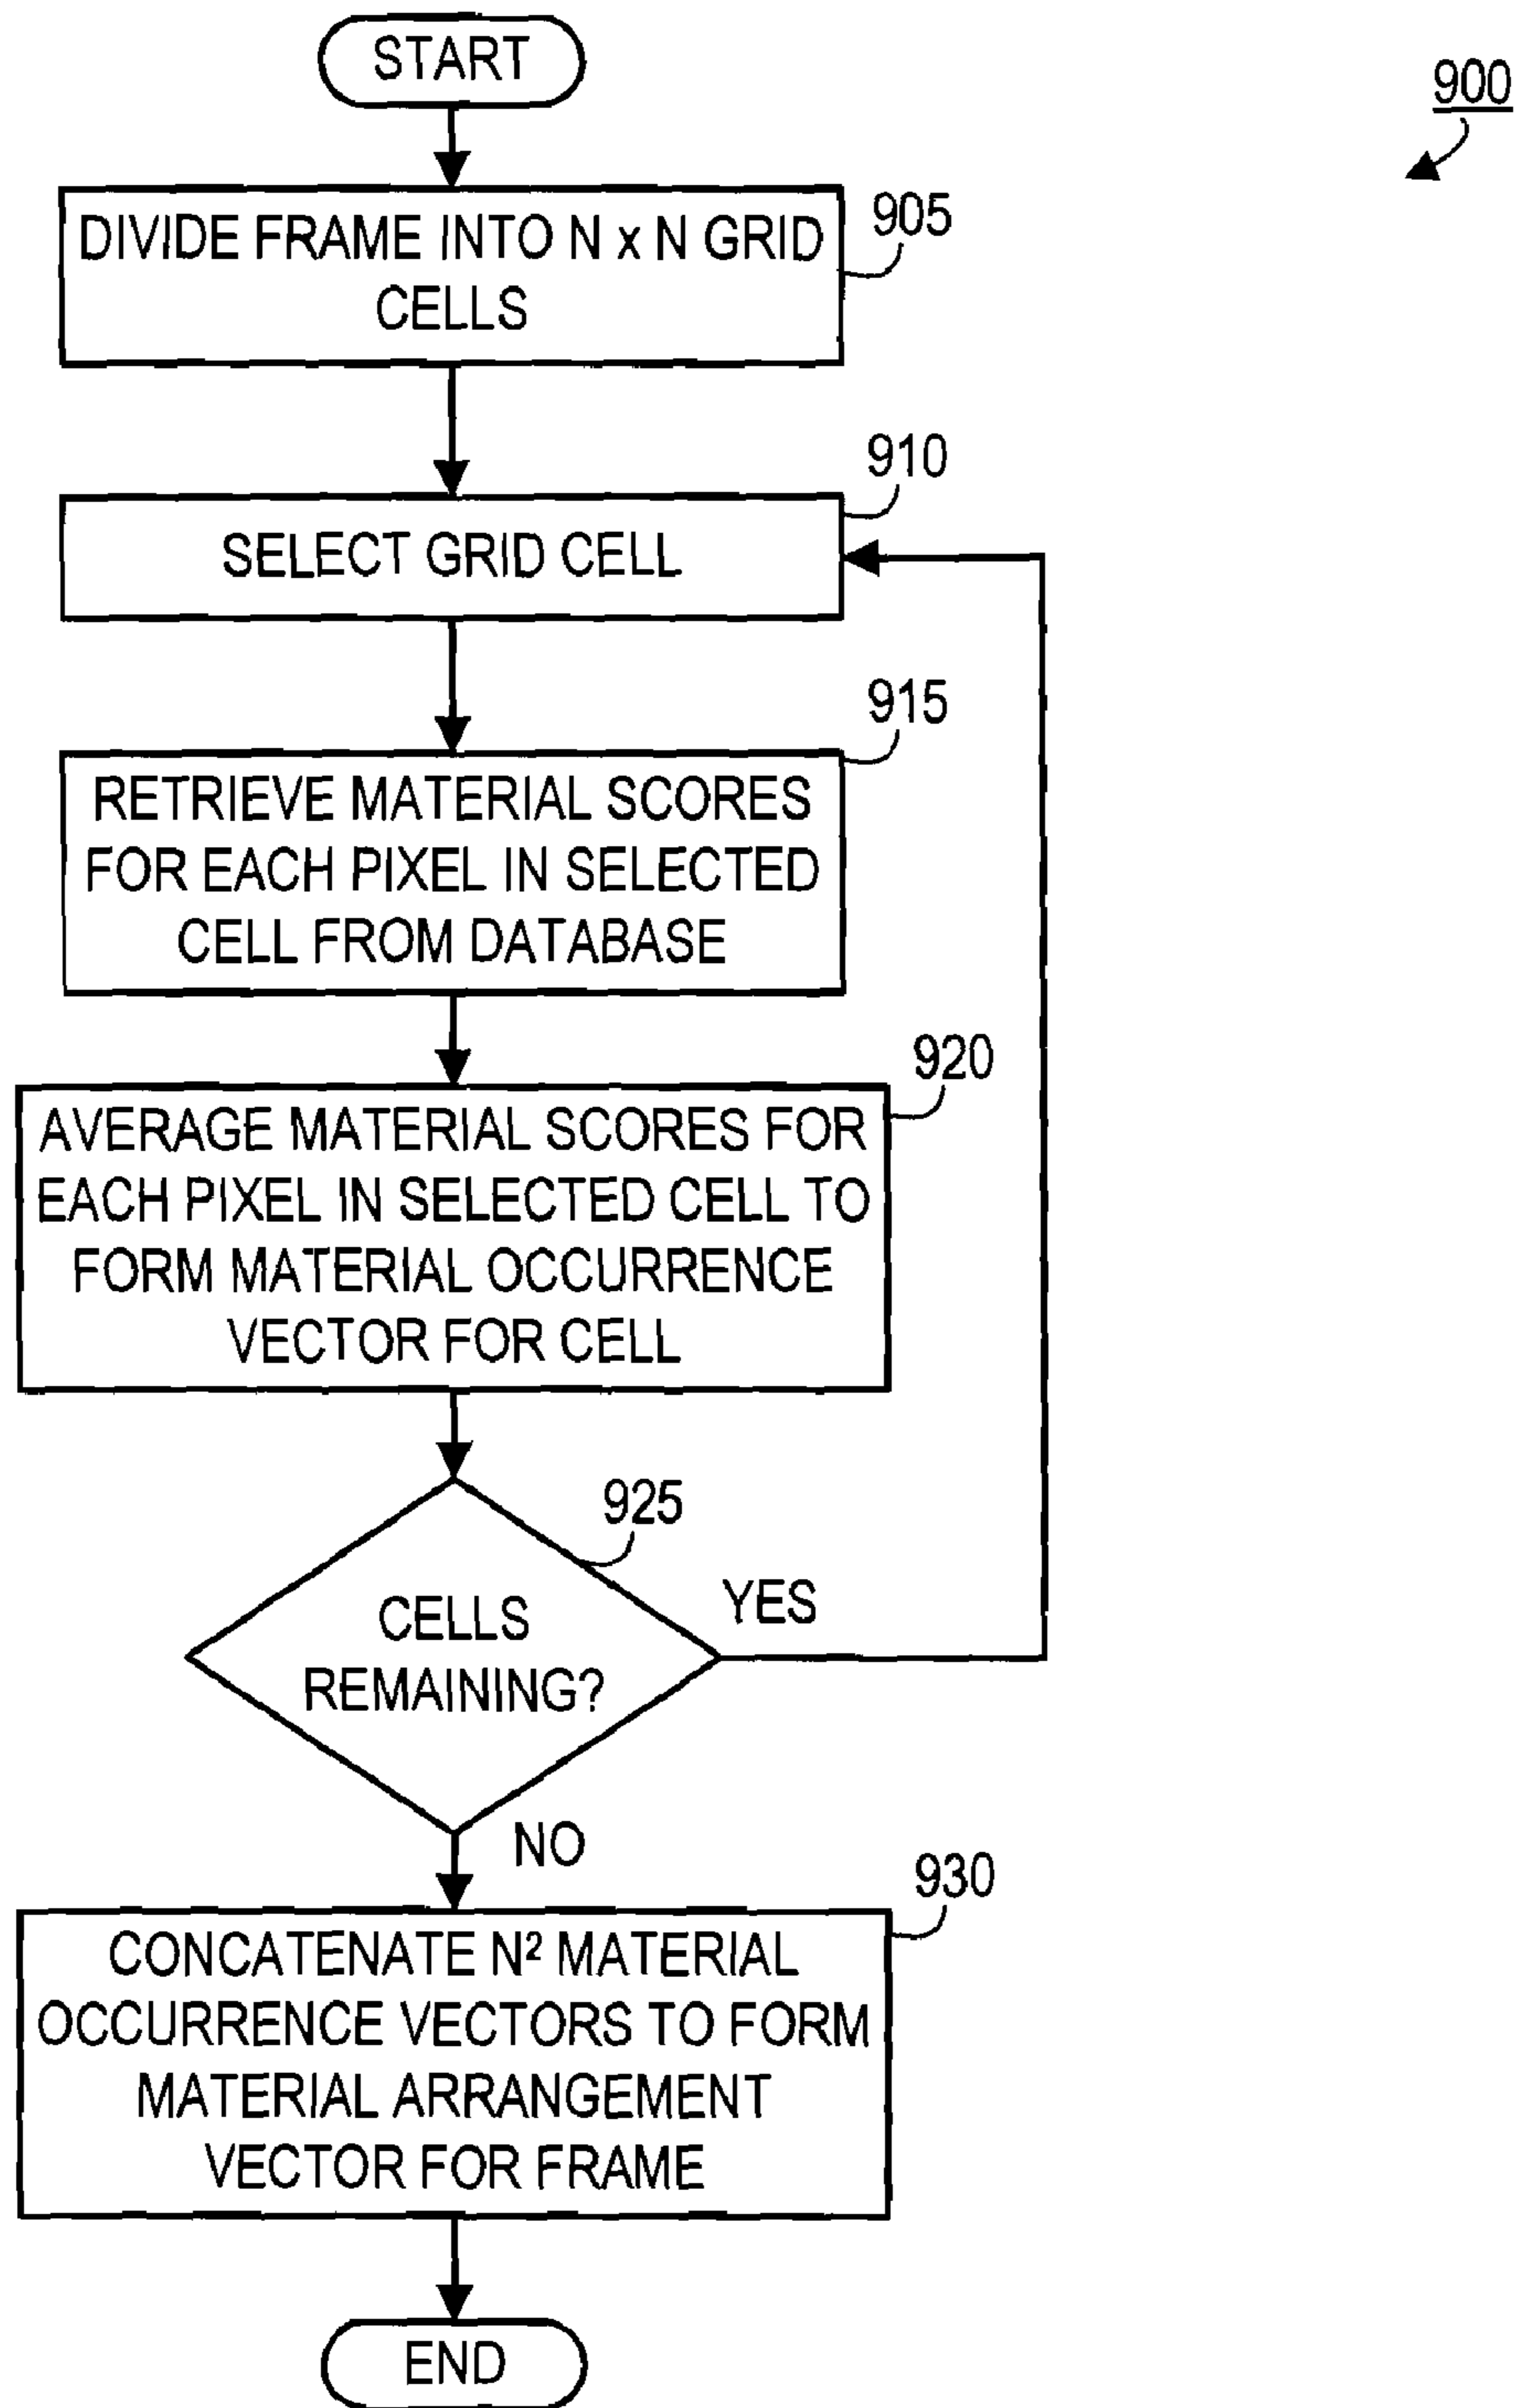 START
900
DIVIDE FRAME INTO N x N GRID
CELLS
905
SELECT GRID CELL
910
RETRIEVE MATERIAL SCORES
FOR EACH PIXEL IN SELECTED
CELL FROM DATABASE
915
AVERAGE MATERIAL SCORES FOR
EACH PIXEL IN SELECTED CELL TO
FORM MATERIAL OCCURRENCE
VECTOR FOR CELL
920
CELLS
REMAINING?
925
YES
NO
CONCATENATE N² MATERIAL
OCCURRENCE VECTORS TO FORM
MATERIAL ARRANGEMENT
VECTOR FOR FRAME
930
END